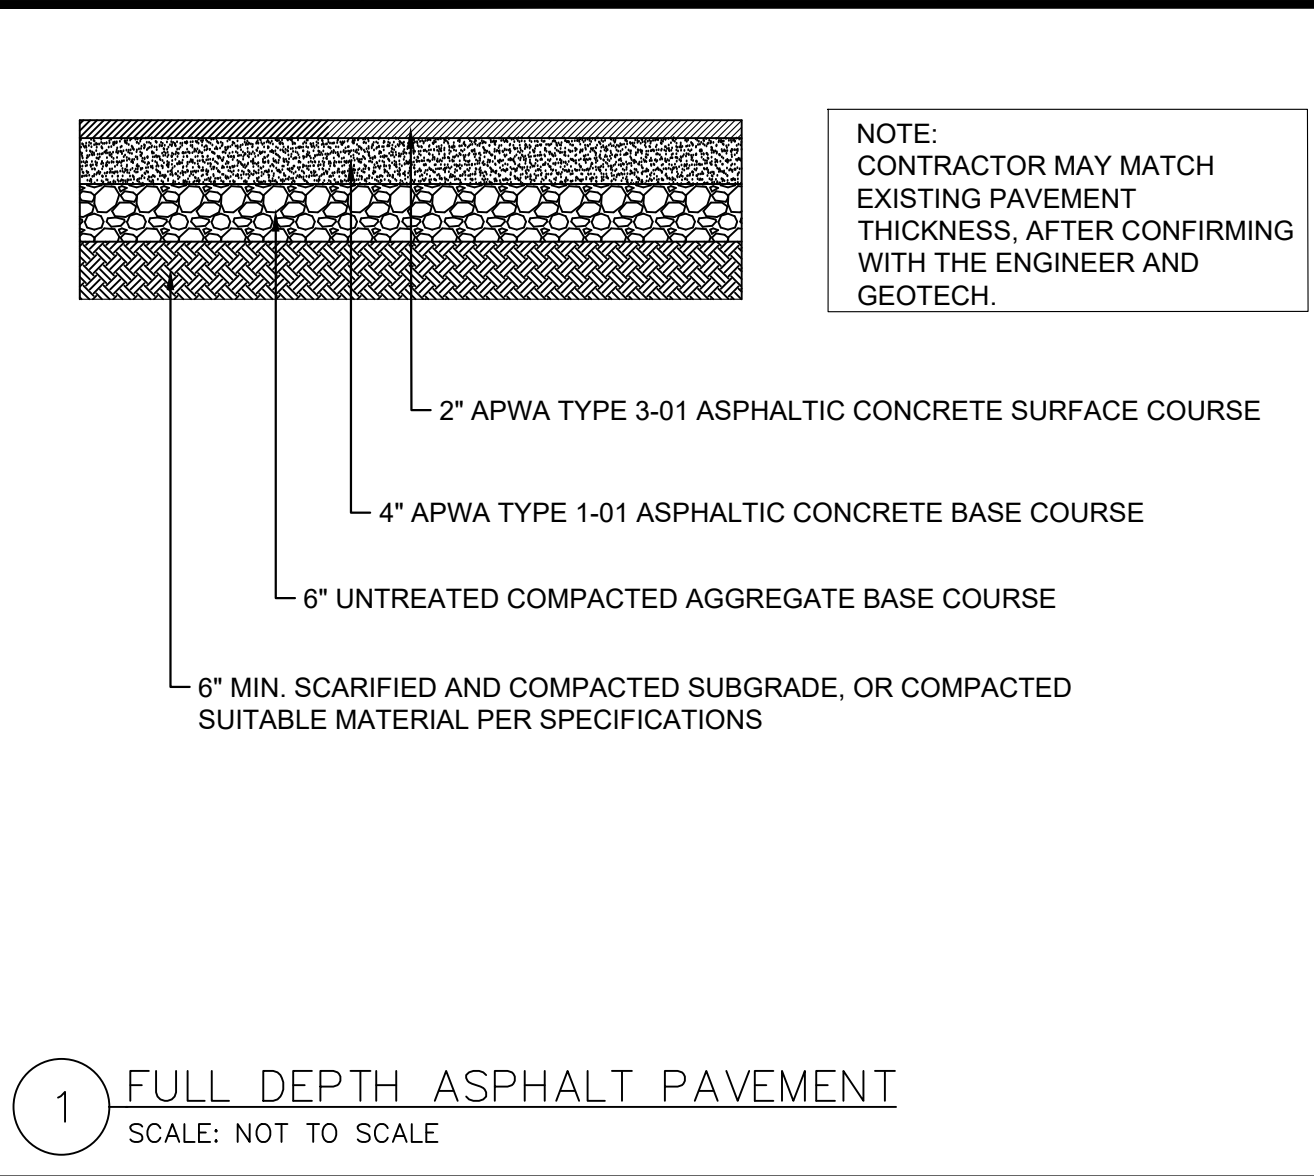 NOTE:
CONTRACTOR MAY MATCH
EXISTING PAVEMENT
THICKNESS, AFTER CONFIRMING
WITH THE ENGINEER AND
GEOTECH.
2" APWA TYPE 3-01 ASPHALTIC CONCRETE SURFACE COURSE
4" APWA TYPE 1-01 ASPHALTIC CONCRETE BASE COURSE
6" UNTREATED COMPACTED AGGREGATE BASE COURSE
6" MIN. SCARIFIED AND COMPACTED SUBGRADE, OR COMPACTED
SUITABLE MATERIAL PER SPECIFICATIONS
1 FULL DEPTH ASPHALT PAVEMENT
SCALE: NOT TO SCALE